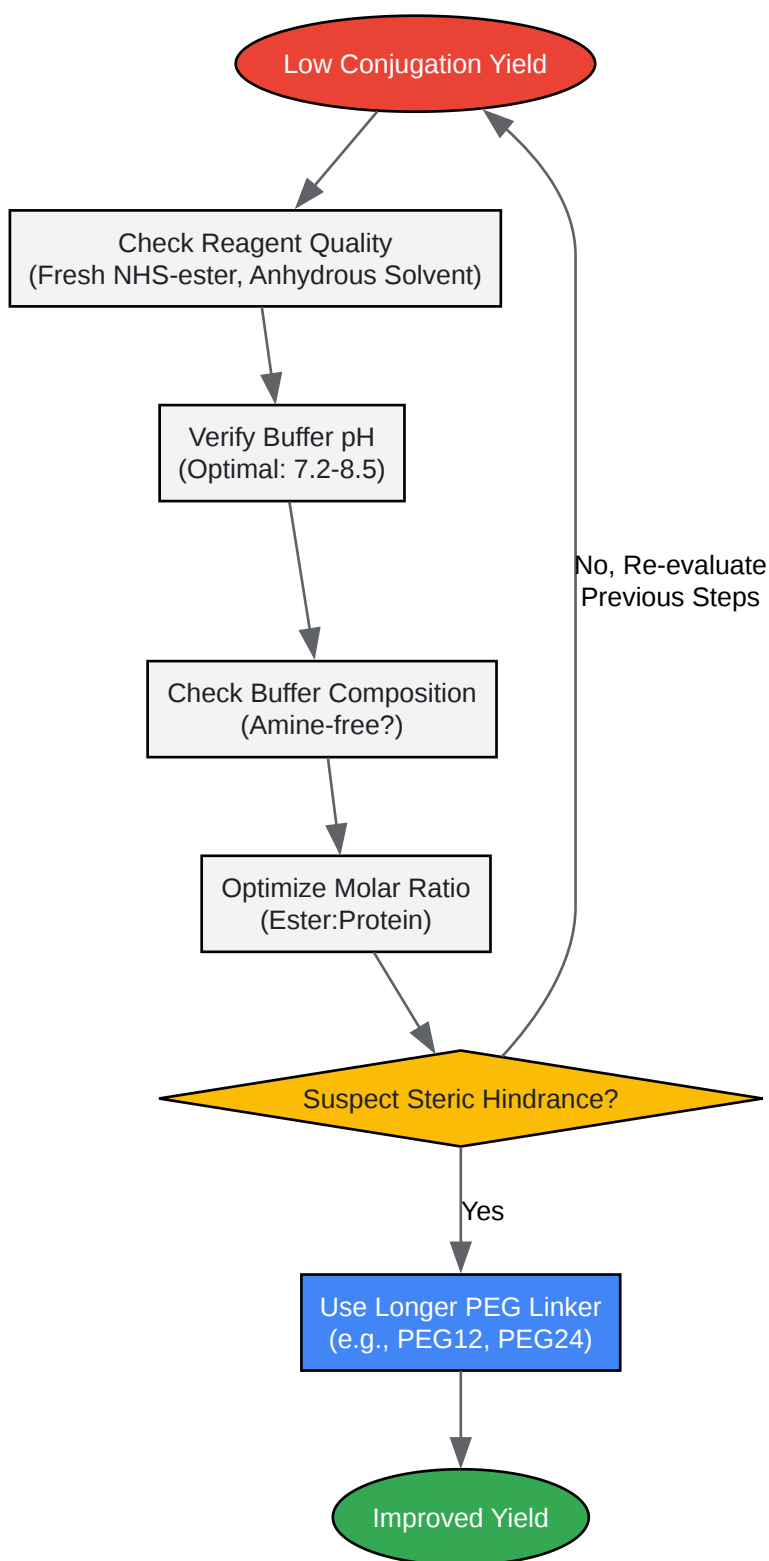 Low Conjugation Yield
Check Reagent Quality
(Fresh NHS-ester, Anhydrous Solvent)
Verify Buffer pH
(Optimal: 7.2-8.5)
No, Re-evaluate
Previous Steps
Check Buffer Composition
(Amine-free?)
Optimize Molar Ratio
(Ester:Protein)
Suspect Steric Hindrance?
Yes
Use Longer PEG Linker
(e.g., PEG12, PEG24)
Improved Yield